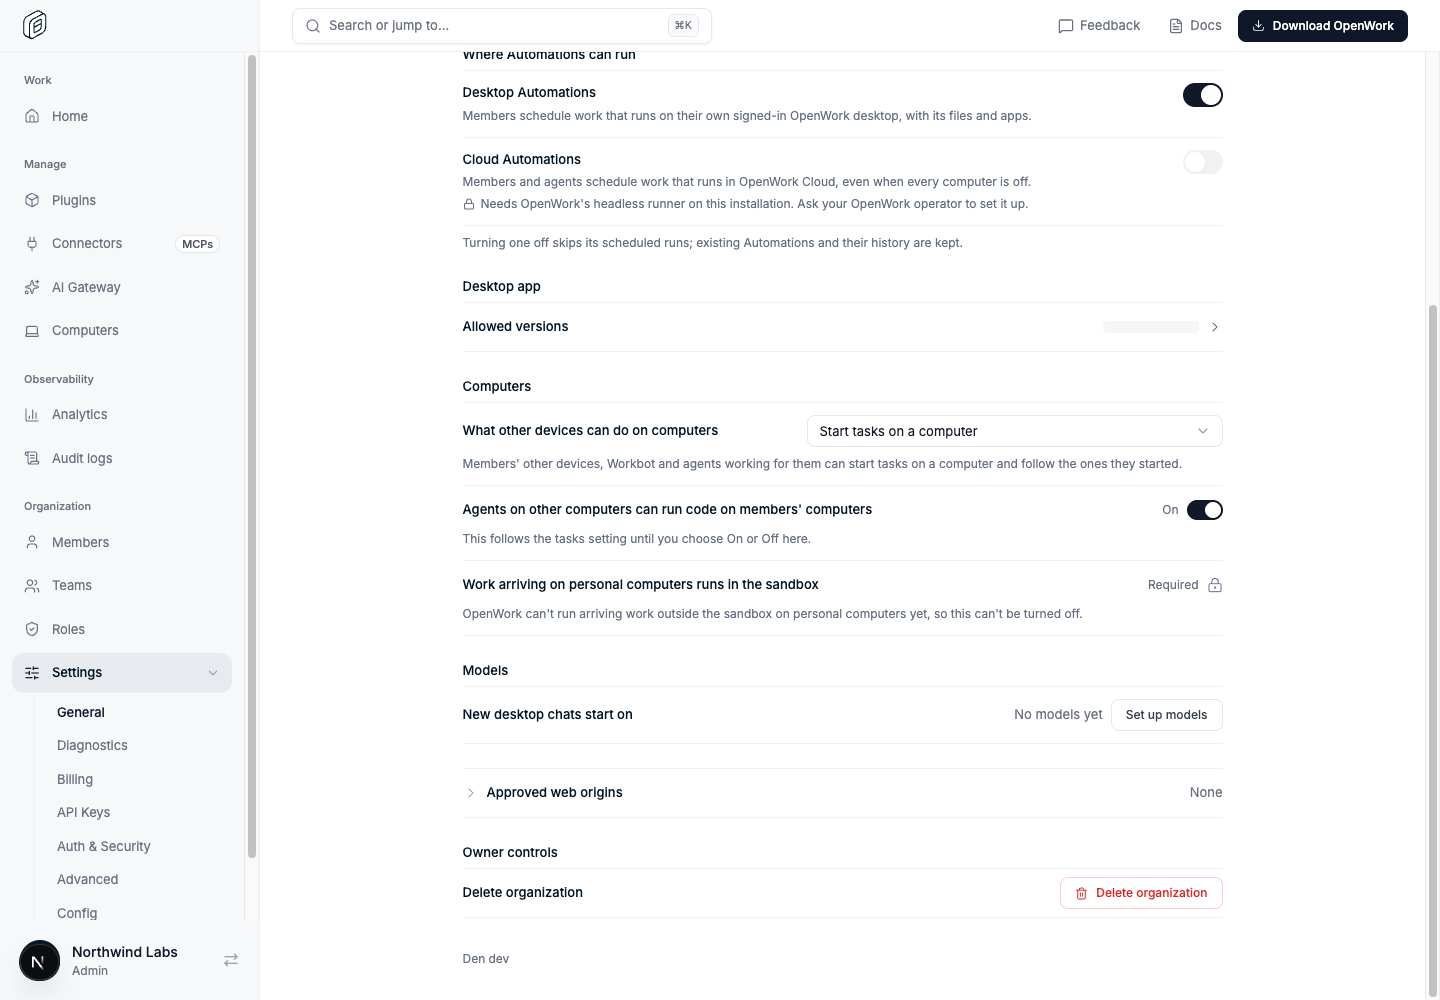 Search or jump to...
⌘K
Feedback
Docs
Download OpenWork
Work
Home
Manage
Plugins
Connectors
MCPs
AI Gateway
Computers
Observability
Analytics
Audit logs
Organization
Members
Teams
Roles
Settings
General
Diagnostics
Billing
API Keys
Auth & Security
Advanced
Config
Northwind Labs
Admin
Where Automations can run
Desktop Automations
Members schedule work that runs on their own signed-in OpenWork desktop, with its files and apps.
Cloud Automations
Members and agents schedule work that runs in OpenWork Cloud, even when every computer is off.
Needs OpenWork's headless runner on this installation. Ask your OpenWork operator to set it up.
Turning one off skips its scheduled runs; existing Automations and their history are kept.
Desktop app
Allowed versions
Computers
What other devices can do on computers
Start tasks on a computer
Members' other devices, Workbot and agents working for them can start tasks on a computer and follow the ones they started.
Agents on other computers can run code on members' computers
On
This follows the tasks setting until you choose On or Off here.
Work arriving on personal computers runs in the sandbox
Required
OpenWork can't run arriving work outside the sandbox on personal computers yet, so this can't be turned off.
Models
New desktop chats start on
No models yet
Set up models
Approved web origins
None
Owner controls
Delete organization
Delete organization
Den dev